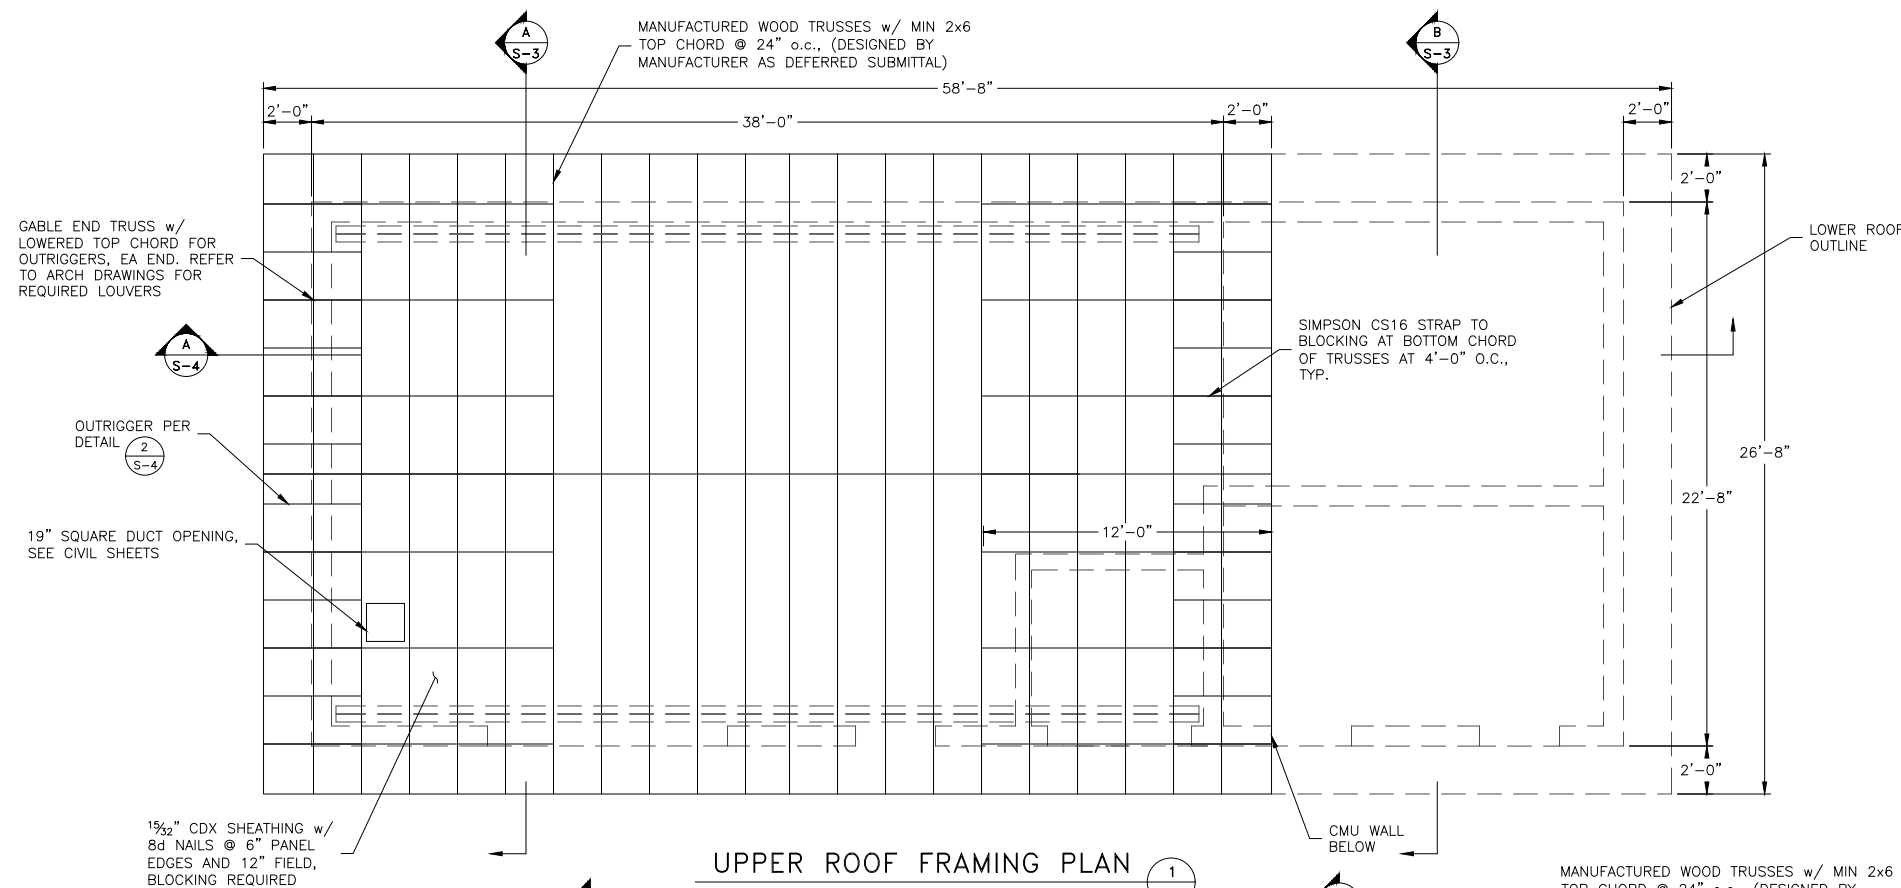 A
S-3
MANUFACTURED WOOD TRUSSES w/ MIN 2x6
TOP CHORD @ 24" o.c., (DESIGNED BY
MANUFACTURER AS DEFERRED SUBMITTAL)
B
S-3
58'-8"
2'-0"
38'-0"
2'-0"
2'-0"
2'-0"
GABLE END TRUSS w/
LOWERED TOP CHORD FOR
OUTRIGGERS, EA END. REFER
TO ARCH DRAWINGS FOR
REQUIRED LOUVERS
LOWER ROOF
OUTLINE
A
S-4
SIMPSON CS16 STRAP TO
BLOCKING AT BOTTOM CHORD
OF TRUSSES AT 4'-0" O.C.,
TYP.
OUTRIGGER PER
DETAIL
2
S-4
26'-8"
22'-8"
19" SQUARE DUCT OPENING,
SEE CIVIL SHEETS
12'-0"
2'-0"
15/32" CDX SHEATHING w/
8d NAILS @ 6" PANEL
EDGES AND 12" FIELD,
BLOCKING REQUIRED
CMU WALL
BELOW
UPPER ROOF FRAMING PLAN
1
MANUFACTURED WOOD TRUSSES w/ MIN 2x6
TOP CHORD @ 24" o.c., (DESIGNED BY